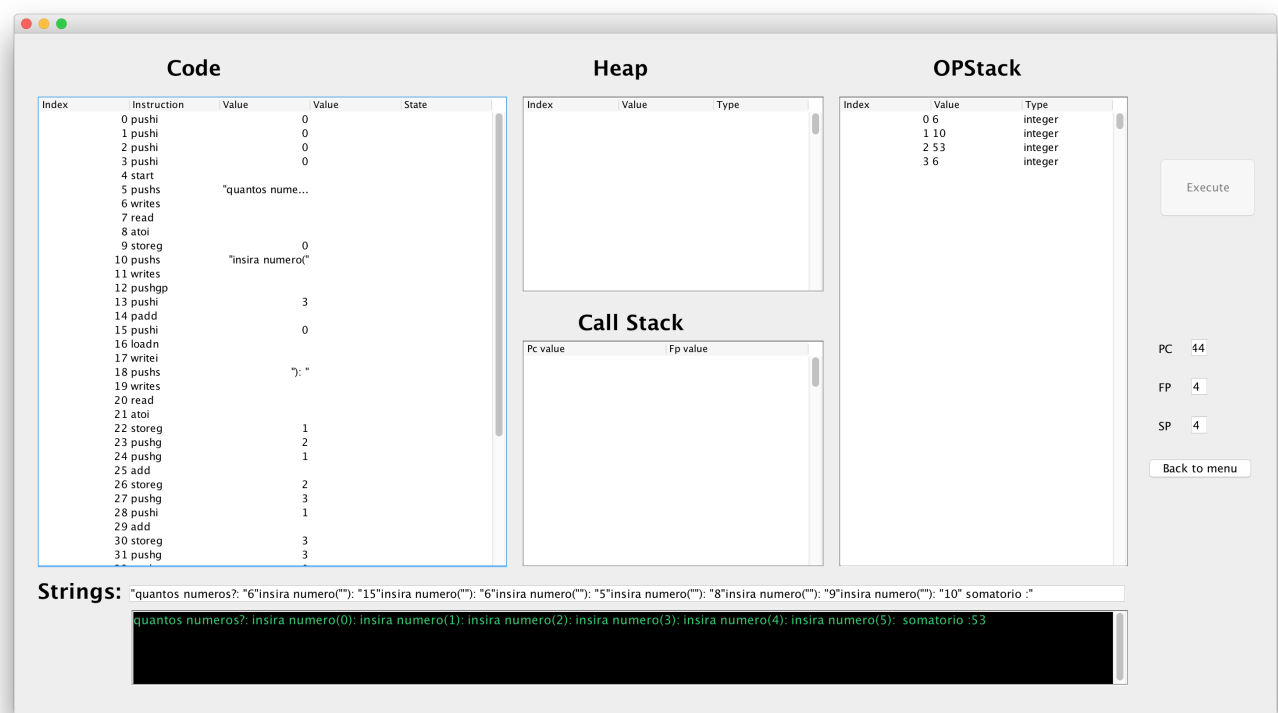 Code
Heap
OPStack
Index Instruction Value Value State
0 pushi 0
1 pushi 0
2 pushi 0
3 pushi 0
4 start
5 pushs "quantos nume...
6 writes
7 read
8 atoi
9 storeg 0
10 pushs "insira numero("
11 writes
12 pushgp
13 pushi 3
14 padd
15 pushi 0
16 loadn
17 writei
18 pushs "): "
19 writes
20 read
21 atoi
22 storeg 1
23 pushg 2
24 pushg 1
25 add
26 storeg 2
27 pushg 3
28 pushi 1
29 add
30 storeg 3
31 pushg 3
Index Value Type
Call Stack
Pc value Fp value
Index Value Type
0 6 integer
1 10 integer
2 53 integer
3 6 integer
Execute
PC 44
FP 4
SP 4
Back to menu
Strings: "quantos numeros?: "6"insira numero(""): "15"insira numero(""): "6"insira numero(""): "5"insira numero(""): "8"insira numero(""): "9"insira numero(""): "10" somatorio :"
quantos numeros?: insira numero(0): insira numero(1): insira numero(2): insira numero(3): insira numero(4): insira numero(5):  somatorio :53